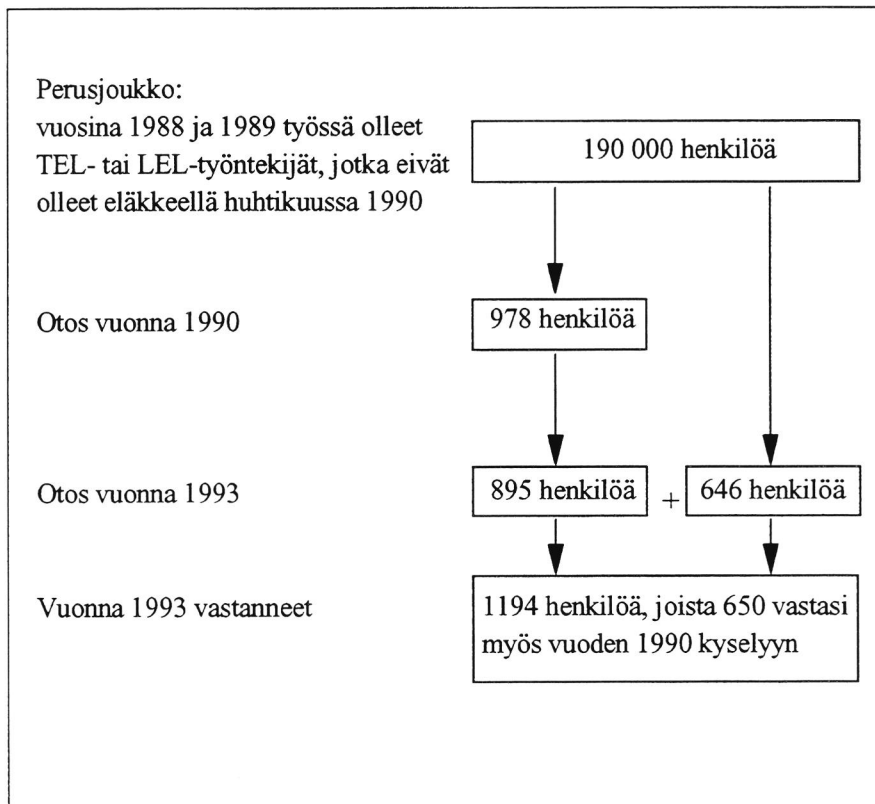 Perusjoukko:
vuosina 1988 ja 1989 työssä olleet
TEL- tai LEL-työntekijät, jotka eivät
olleet eläkkeellä huhtikuussa 1990
190 000 henkilöä
Otos vuonna 1990
978 henkilöä
Otos vuonna 1993
895 henkilöä + 646 henkilöä
Vuonna 1993 vastanneet
1194 henkilöä, joista 650 vastasi
myös vuoden 1990 kyselyyn